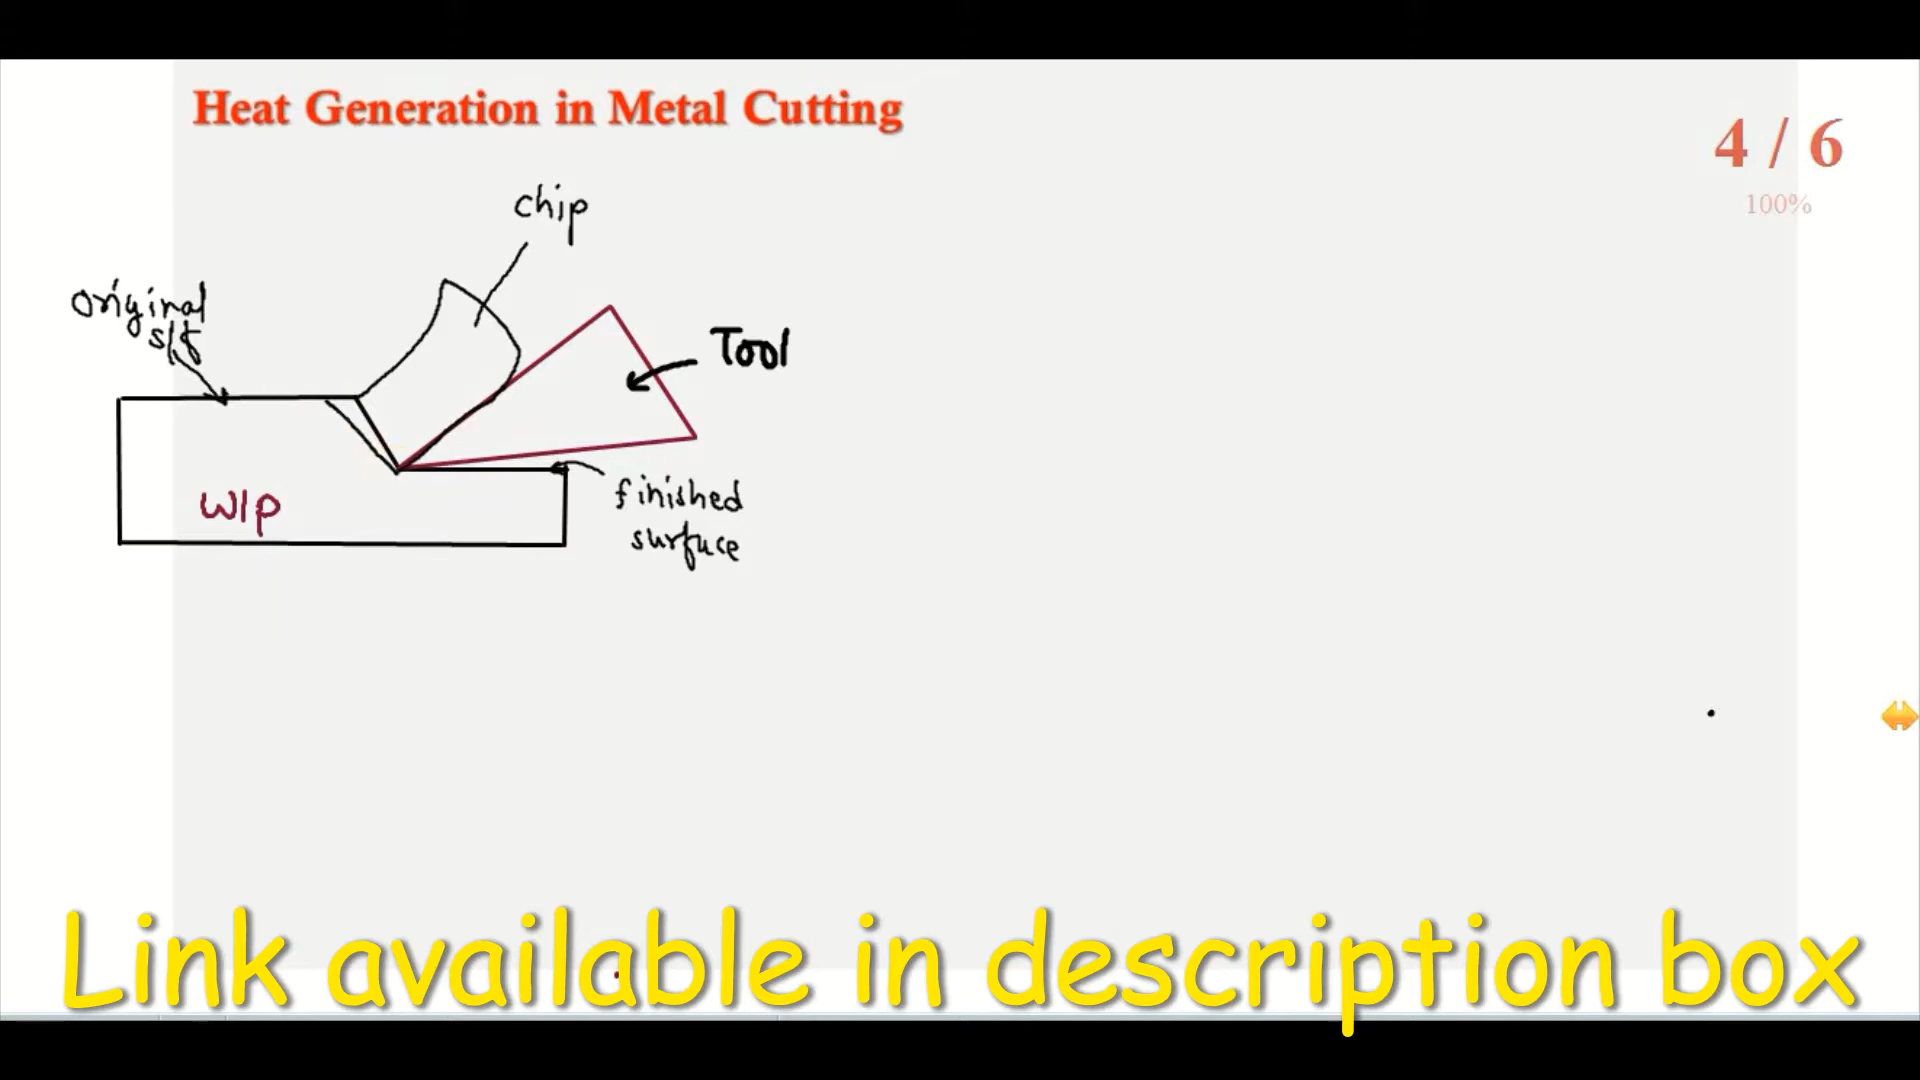 Heat Generation in Metal Cutting
4 / 6
100%
chip
original
s/f
Tool
W/P
finished
surface
Link available in description box